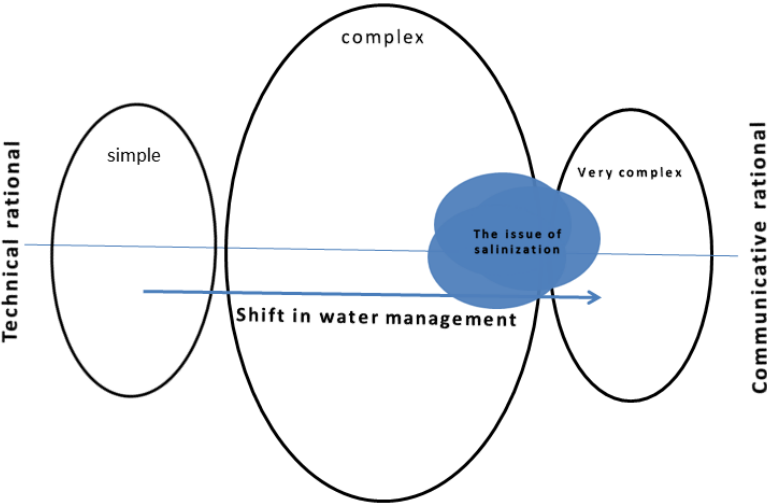 complex
simple
Very complex
Technical rational
The issue of
salinization
Shift in water management
Communicative rational